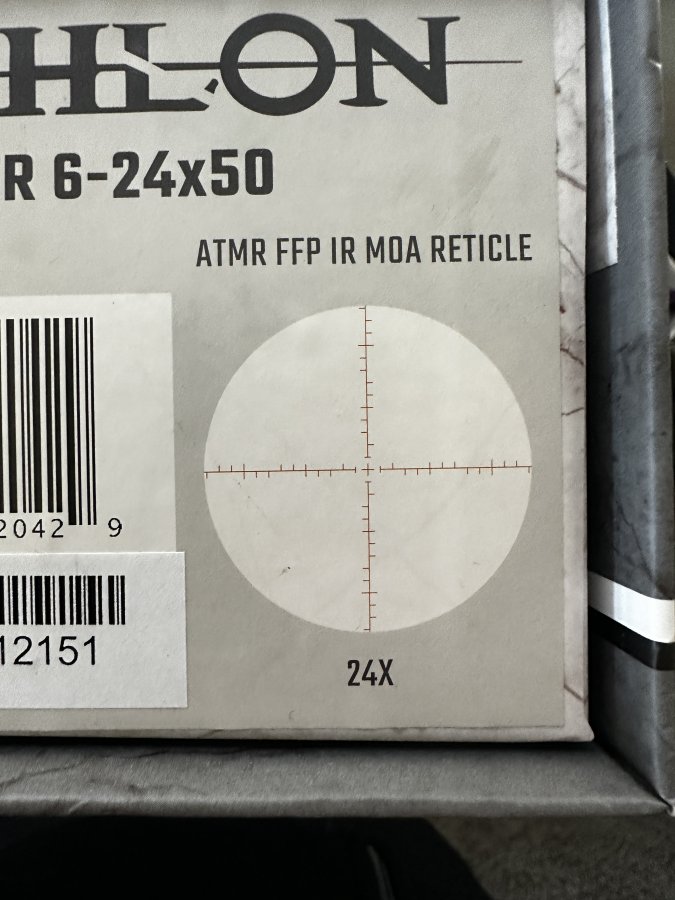 HLON
R 6-24x50
ATMR FFP IR MOA RETICLE
2042 9
12151
24X